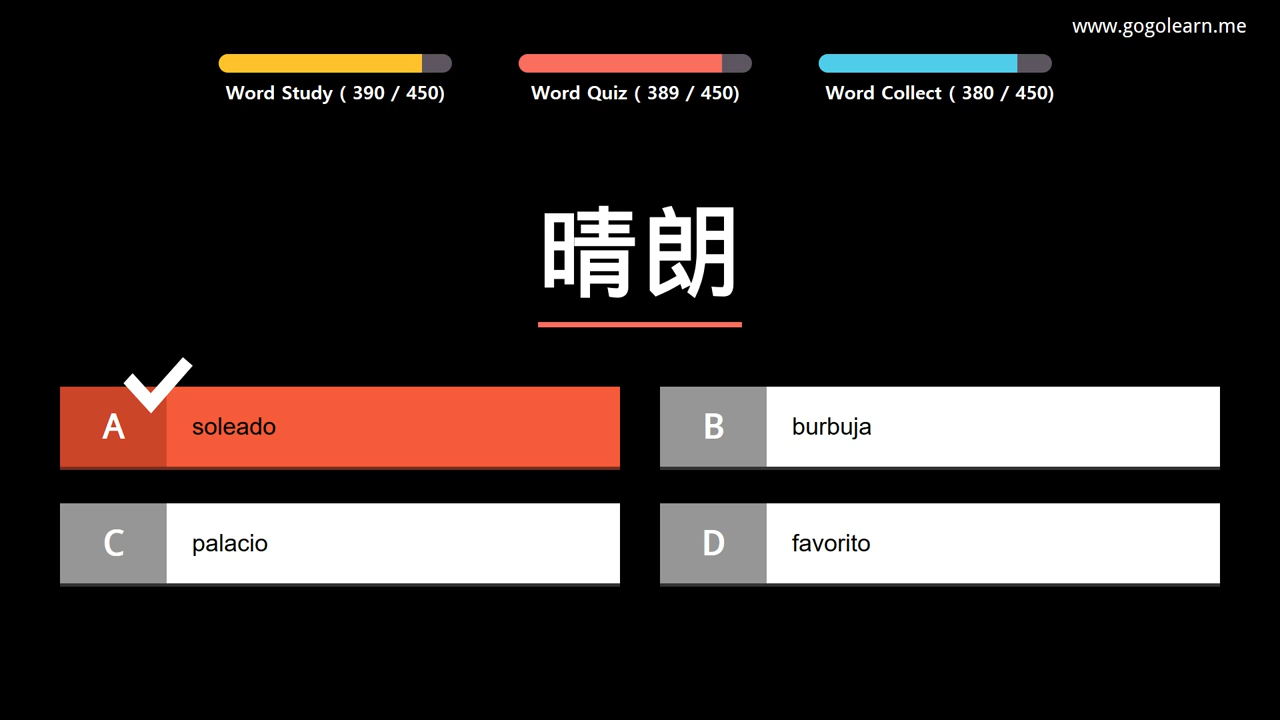 www.gogolearn.me
Word Study ( 390 / 450)
Word Quiz ( 389 / 450)
Word Collect ( 380 / 450)
晴朗
A soleado
B burbuja
C palacio
D favorito